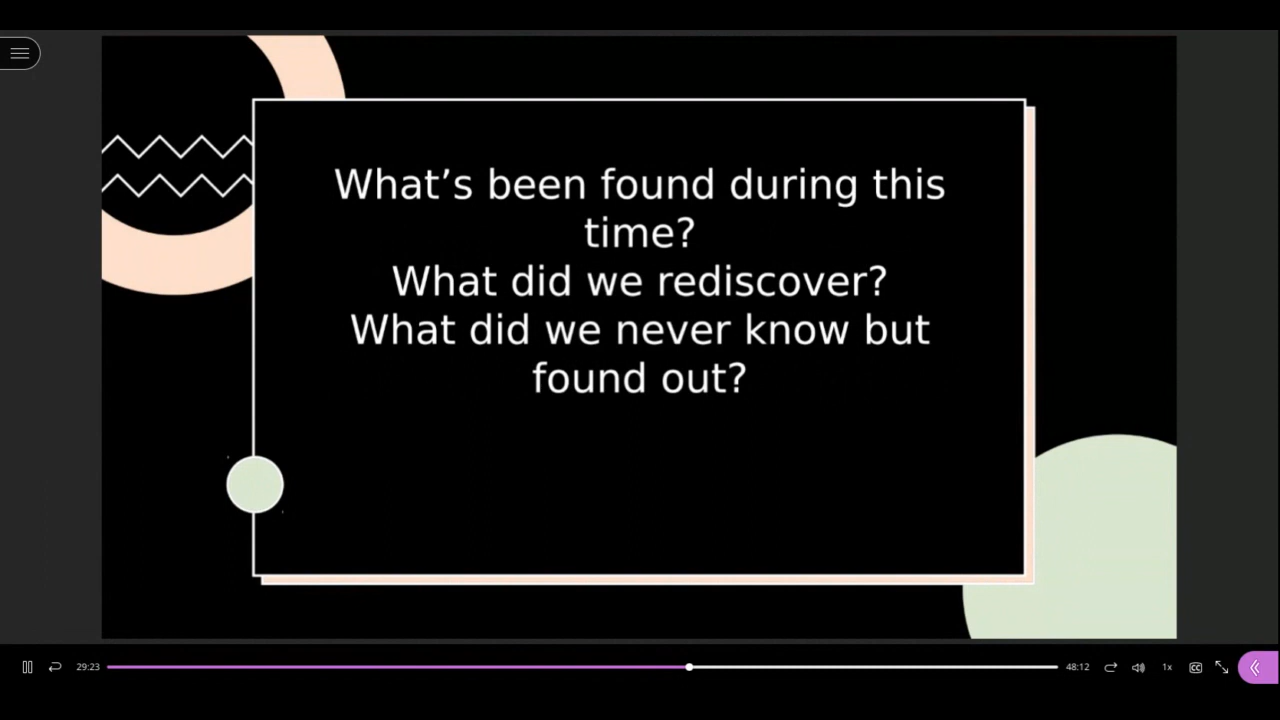 What’s been found during this
time?
What did we rediscover?
What did we never know but
found out?
29:23
48:12
1x
CC